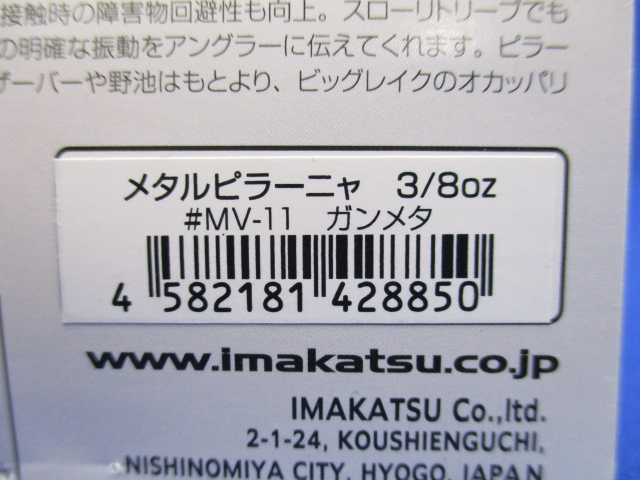 接触時の障害物回避性も向上。スローリトリーブでも
の明確な振動をアングラーに伝えてくれます。ピラー
ザーバーや野池はもとより、ビッグレイクのオカッパリ
メタルピラーニャ 3/8oz
#MV-11 ガンメタ
4 582181 428850
www.imakatsu.co.jp
IMAKATSU Co.,ltd.
2-1-24, KOUSHIENGUCHI,
NISHINOMIYA CITY, HYOGO, JAPAN